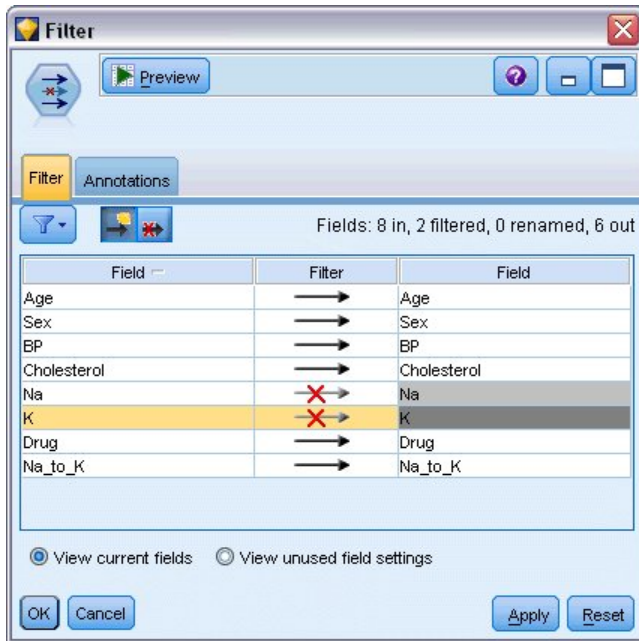 Filter
Preview
Filter Annotations
Fields: 8 in, 2 filtered, 0 renamed, 6 out
Field Filter Field
Age Age
Sex Sex
BP BP
Cholesterol Cholesterol
Na Na
K K
Drug Drug
Na_to_K Na_to_K
View current fields View unused field settings
OK Cancel Apply Reset